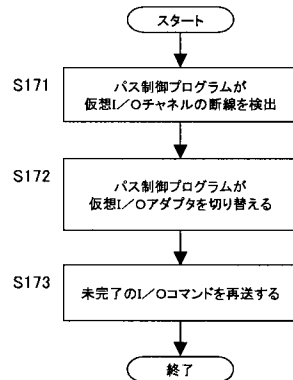 スタート
S171
パス制御プログラムが
仮想I/Oチャネルの断線を検出
S172
パス制御プログラムが
仮想I/Oアダプタを切り替える
S173
未完了のI/Oコマンドを再送する
終了